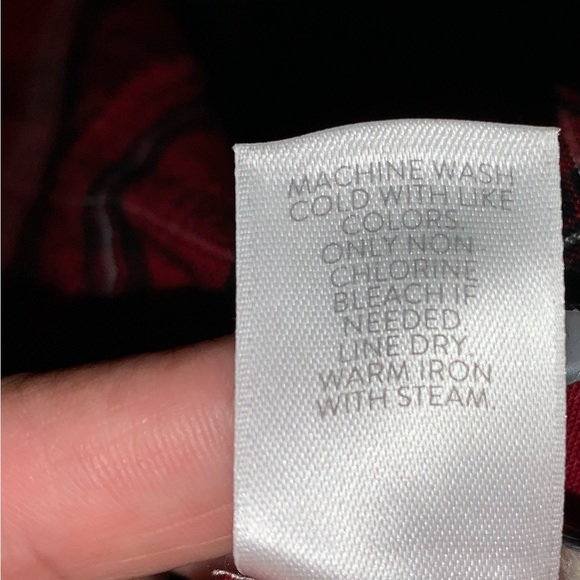 MACHINE WASH
COLD WITH LIKE
COLORS.
ONLY NON
CHLORINE
BLEACH IF
NEEDED.
LINE DRY.
WARM IRON
WITH STEAM.